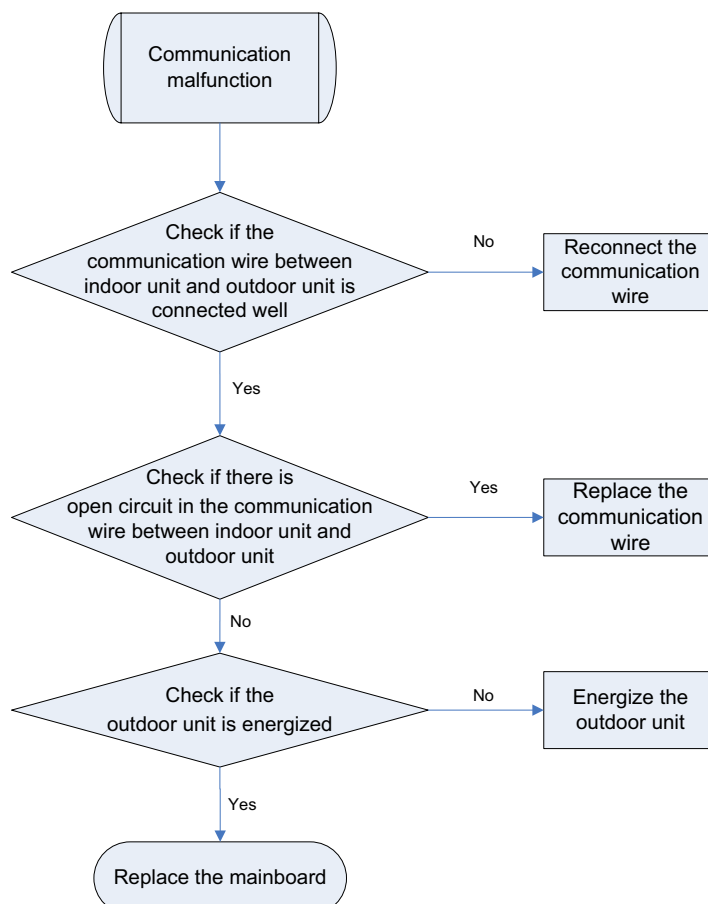 Communication
malfunction
Check if the
communication wire between
indoor unit and outdoor unit is
connected well
No
Reconnect the
communication
wire
Yes
Check if there is
open circuit in the communication
wire between indoor unit and
outdoor unit
Yes
Replace the
communication
wire
No
Check if the
outdoor unit is energized
No
Energize the
outdoor unit
Yes
Replace the mainboard